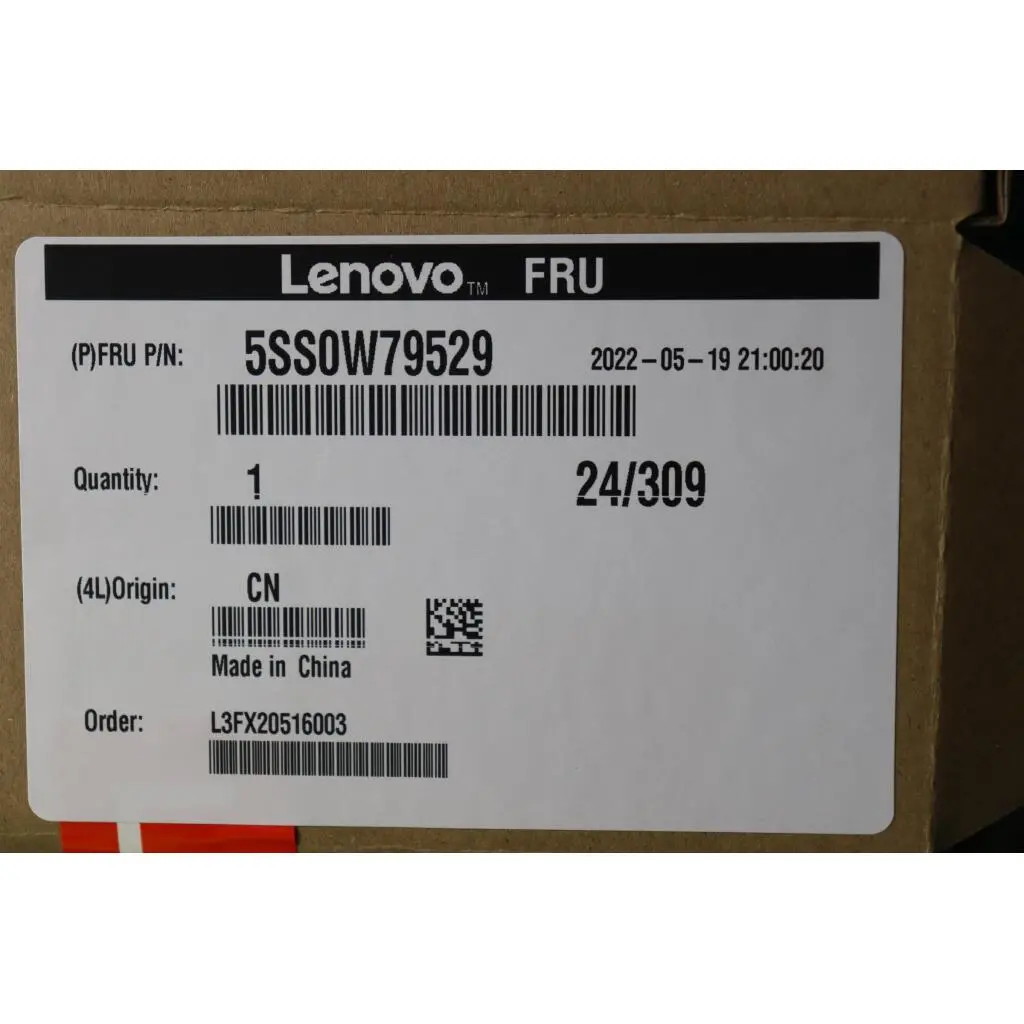 Lenovo™ FRU
(P)FRU P/N: 5SS0W79529 2022-05-19 21:00:20
Quantity: 1 24/309
(4L)Origin: CN
Made in China
Order: L3FX20516003